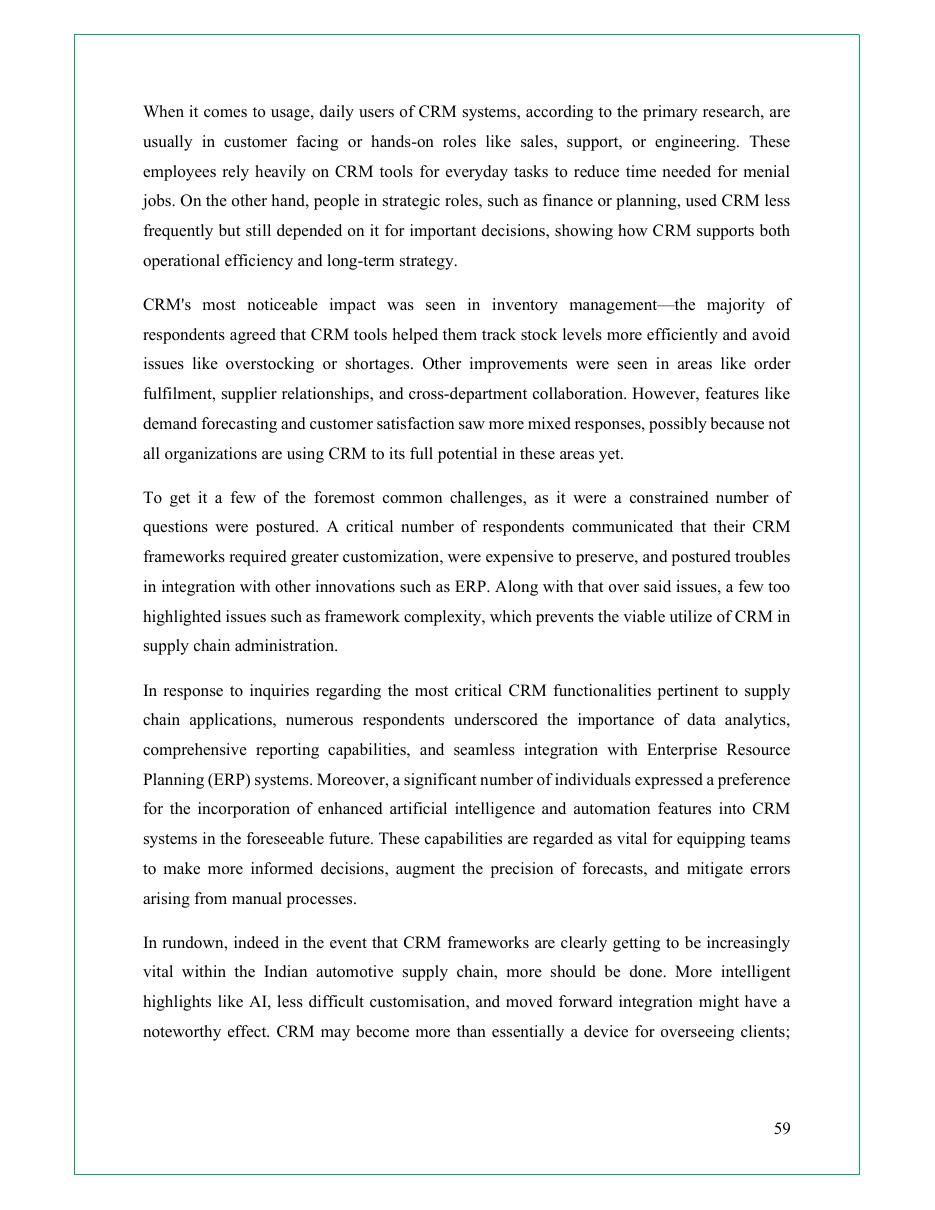 When it comes to usage, daily users of CRM systems, according to the primary research, are
usually in customer facing or hands-on roles like sales, support, or engineering. These
employees rely heavily on CRM tools for everyday tasks to reduce time needed for menial
jobs. On the other hand, people in strategic roles, such as finance or planning, used CRM less
frequently but still depended on it for important decisions, showing how CRM supports both
operational efficiency and long-term strategy.
CRM's most noticeable impact was seen in inventory management—the majority of
respondents agreed that CRM tools helped them track stock levels more efficiently and avoid
issues like overstocking or shortages. Other improvements were seen in areas like order
fulfilment, supplier relationships, and cross-department collaboration. However, features like
demand forecasting and customer satisfaction saw more mixed responses, possibly because not
all organizations are using CRM to its full potential in these areas yet.
To get it a few of the foremost common challenges, as it were a constrained number of
questions were postured. A critical number of respondents communicated that their CRM
frameworks required greater customization, were expensive to preserve, and postured troubles
in integration with other innovations such as ERP. Along with that over said issues, a few too
highlighted issues such as framework complexity, which prevents the viable utilize of CRM in
supply chain administration.
In response to inquiries regarding the most critical CRM functionalities pertinent to supply
chain applications, numerous respondents underscored the importance of data analytics,
comprehensive reporting capabilities, and seamless integration with Enterprise Resource
Planning (ERP) systems. Moreover, a significant number of individuals expressed a preference
for the incorporation of enhanced artificial intelligence and automation features into CRM
systems in the foreseeable future. These capabilities are regarded as vital for equipping teams
to make more informed decisions, augment the precision of forecasts, and mitigate errors
arising from manual processes.
In rundown, indeed in the event that CRM frameworks are clearly getting to be increasingly
vital within the Indian automotive supply chain, more should be done. More intelligent
highlights like AI, less difficult customisation, and moved forward integration might have a
noteworthy effect. CRM may become more than essentially a device for overseeing clients;
59